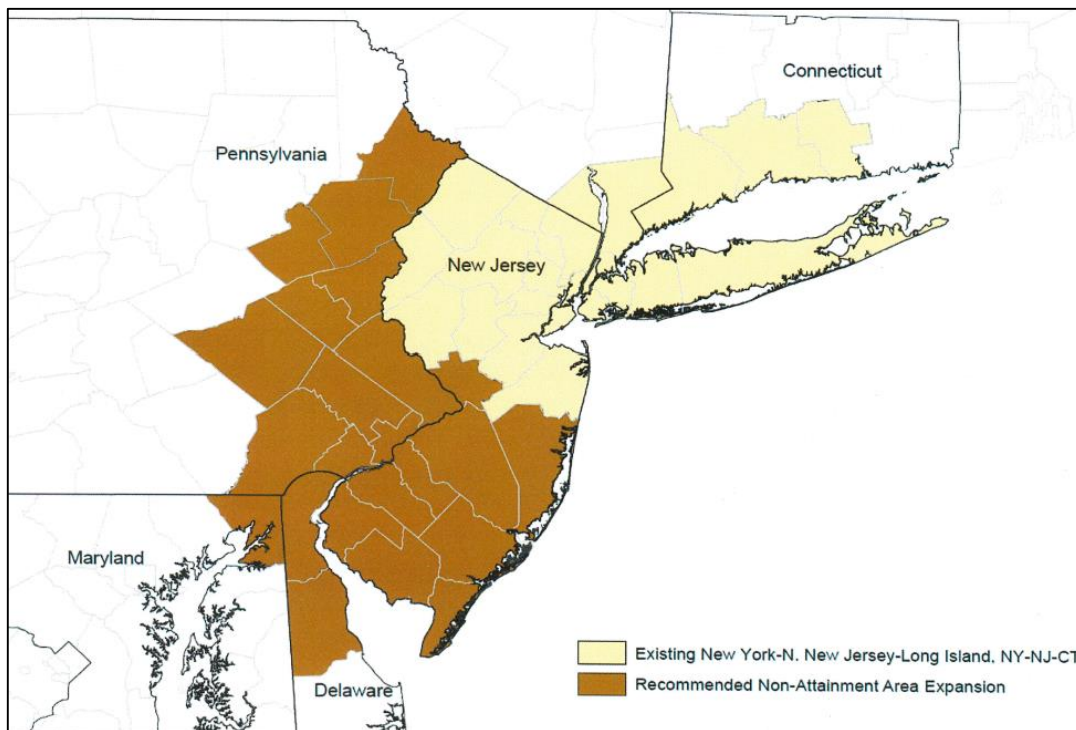 Connecticut
Pennsylvania
New Jersey
Maryland
Delaware
Existing New York-N. New Jersey-Long Island, NY-NJ-CT
Recommended Non-Attainment Area Expansion